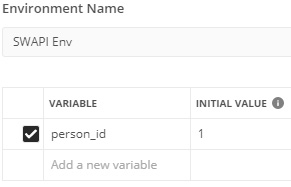 Environment Name
SWAPI Env
VARIABLE INITIAL VALUE
person_id 1
Add a new variable